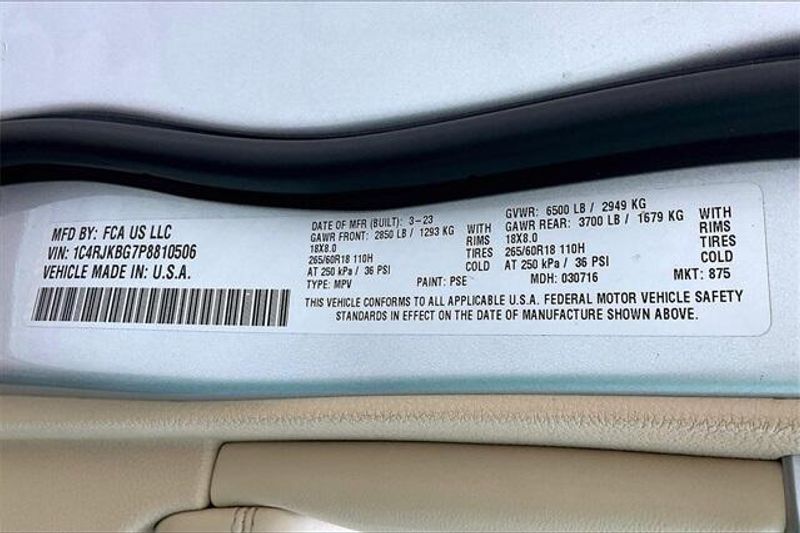 MFD BY: FCA US LLC
VIN: 1C4RJKBG7P8810506
VEHICLE MADE IN: U.S.A.
DATE OF MFR (BUILT): 3-23
GAWR FRONT: 2850 LB / 1293 KG WITH
18X8.0 RIMS
265/60R18 110H TIRES
AT 250 kPa / 36 PSI COLD
TYPE: MPV PAINT: PSE
GVWR: 6500 LB / 2949 KG
GAWR REAR: 3700 LB / 1679 KG WITH
18X8.0 RIMS
265/60R18 110H TIRES
AT 250 kPa / 36 PSI COLD
MDH: 030716 MKT: 875
THIS VEHICLE CONFORMS TO ALL APPLICABLE U.S.A. FEDERAL MOTOR VEHICLE SAFETY
STANDARDS IN EFFECT ON THE DATE OF MANUFACTURE SHOWN ABOVE.